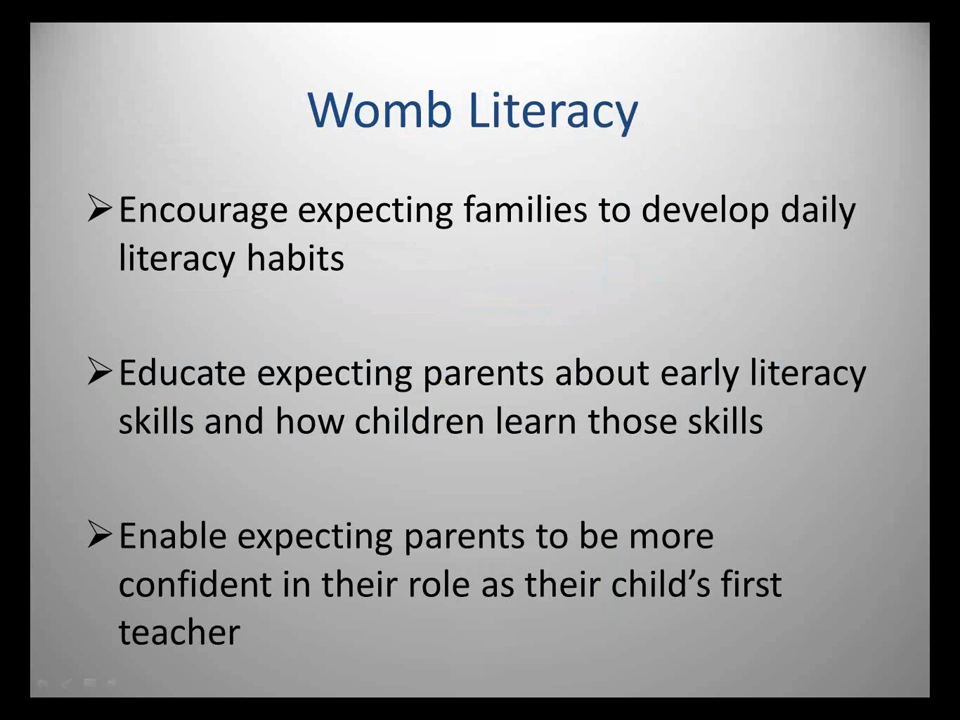 Womb Literacy
➢Encourage expecting families to develop daily
literacy habits
➢Educate expecting parents about early literacy
skills and how children learn those skills
➢Enable expecting parents to be more
confident in their role as their child’s first
teacher